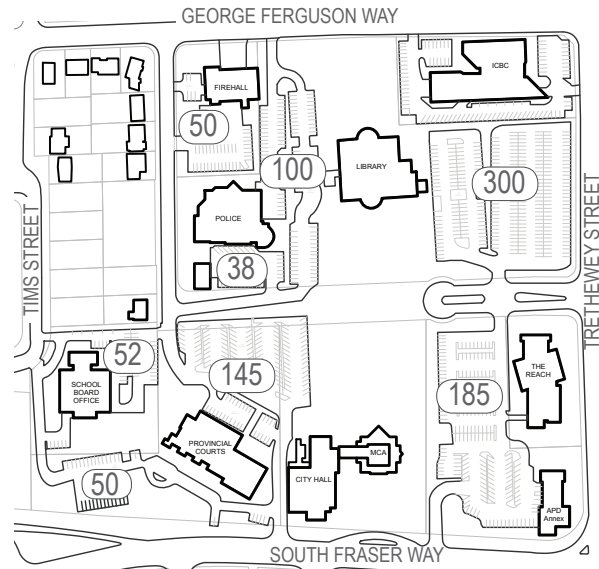 GEORGE FERGUSON WAY
ICBC
FIREHALL
50
LIBRARY
100
300
POLICE
38
TIMS STREET
TRETHEWEY STREET
52
145
THE
REACH
185
SCHOOL
BOARD
OFFICE
PROVINCIAL
COURTS
MCA
CITY HALL
50
APD
Annex
SOUTH FRASER WAY